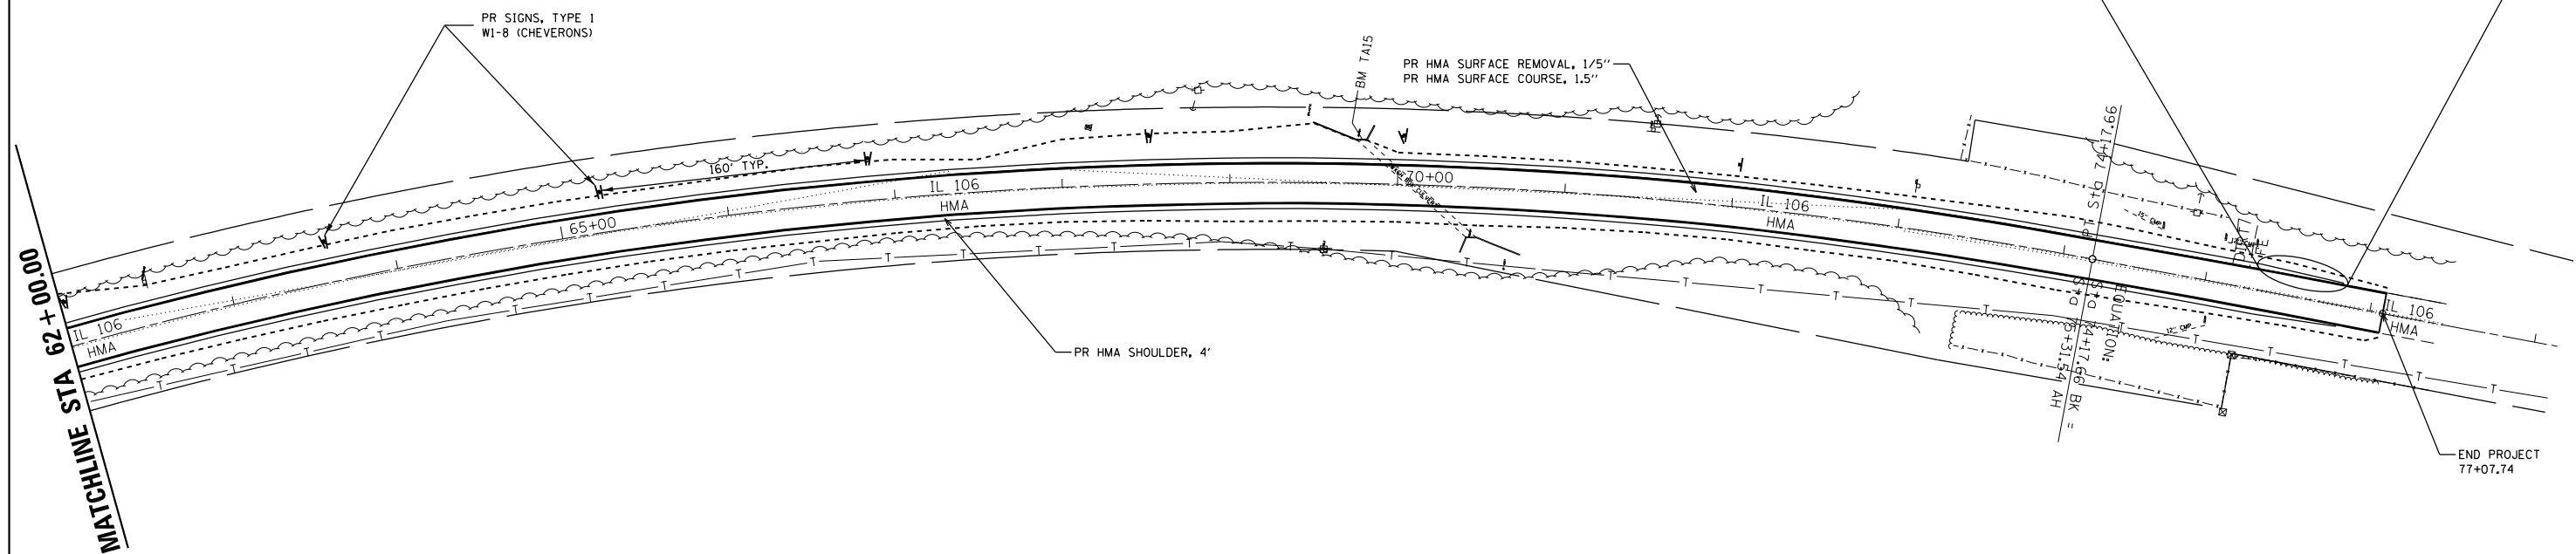 PR SIGNS, TYPE 1
W1-8 (CHEVERONS)
BM TA15
PR HMA SURFACE REMOVAL, 1/5"
PR HMA SURFACE COURSE, 1.5"
160' TYP.
IL 106
HMA
70+00
IL 106
HMA
65+00
P.T. Sta 74+17.66
EQUATION:
Sta 74+17.66 BK =
Sta 75+31.54 AH
12" CMP
IL 106
HMA
IL 106
HMA
MATCHLINE STA 62+00.00
PR HMA SHOULDER, 4'
END PROJECT
77+07.74
T T T T T T T T T T T T T T T T T T T T T T T T T T T T T T T T